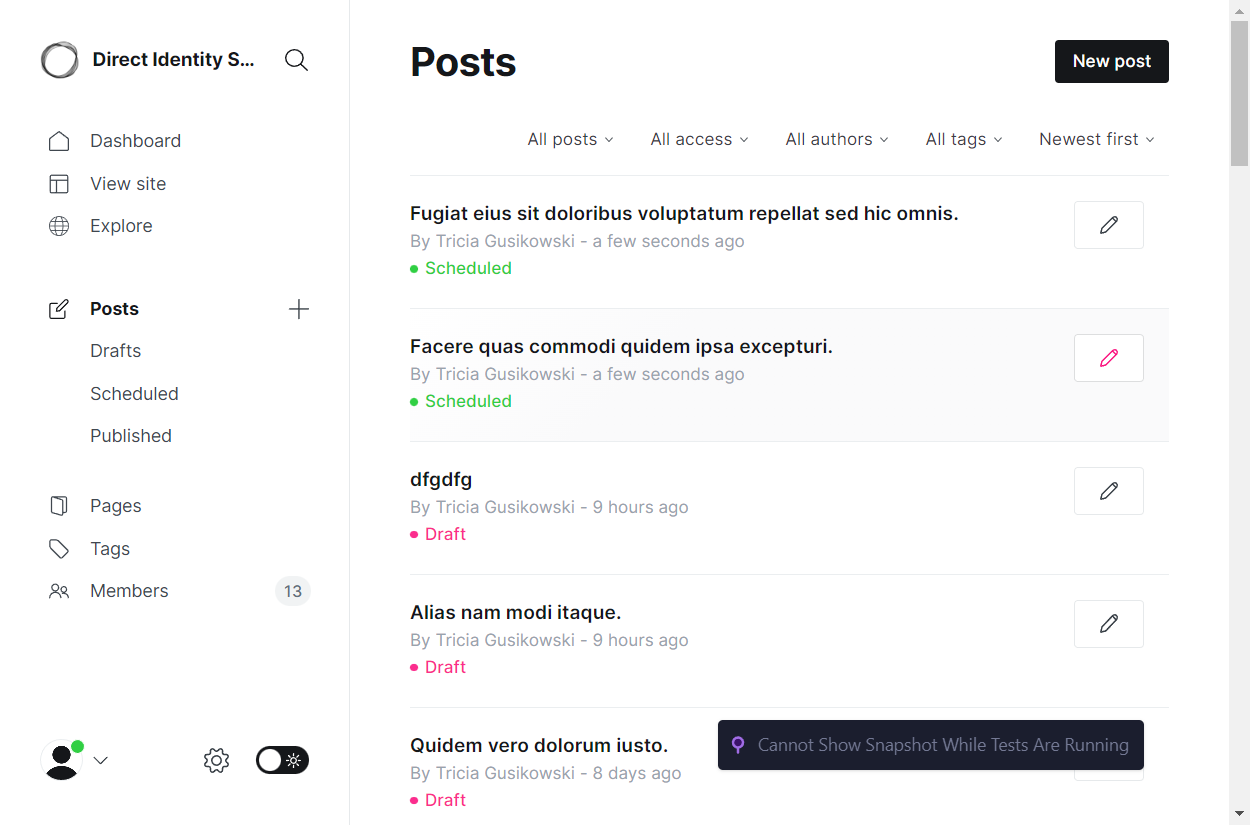 Direct Identity S...
Dashboard
View site
Explore
Posts
Drafts
Scheduled
Published
Pages
Tags
Members
13
Posts
New post
All posts
All access
All authors
All tags
Newest first
Fugiat eius sit doloribus voluptatum repellat sed hic omnis.
By Tricia Gusikowski - a few seconds ago
Scheduled
Facere quas commodi quidem ipsa excepturi.
By Tricia Gusikowski - a few seconds ago
Scheduled
dfgdfg
By Tricia Gusikowski - 9 hours ago
Draft
Alias nam modi itaque.
By Tricia Gusikowski - 9 hours ago
Draft
Quidem vero dolorum iusto.
By Tricia Gusikowski - 8 days ago
Draft
Cannot Show Snapshot While Tests Are Running